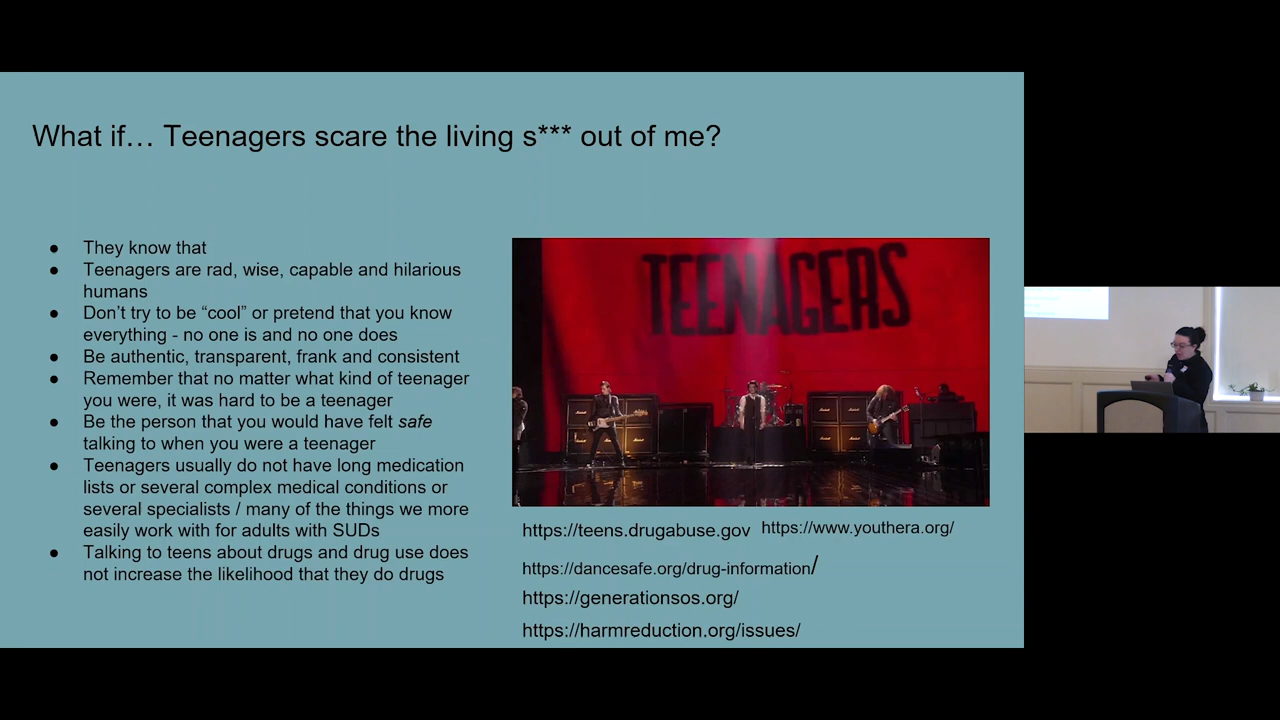 What if… Teenagers scare the living s*** out of me?
● They know that
● Teenagers are rad, wise, capable and hilarious
humans
● Don’t try to be “cool” or pretend that you know
everything - no one is and no one does
● Be authentic, transparent, frank and consistent
● Remember that no matter what kind of teenager
you were, it was hard to be a teenager
● Be the person that you would have felt safe
talking to when you were a teenager
● Teenagers usually do not have long medication
lists or several complex medical conditions or
several specialists / many of the things we more
easily work with for adults with SUDs
● Talking to teens about drugs and drug use does
not increase the likelihood that they do drugs
TEENAGERS
https://teens.drugabuse.gov https://www.youthera.org/
https://dancesafe.org/drug-information/
https://generationsos.org/
https://harmreduction.org/issues/